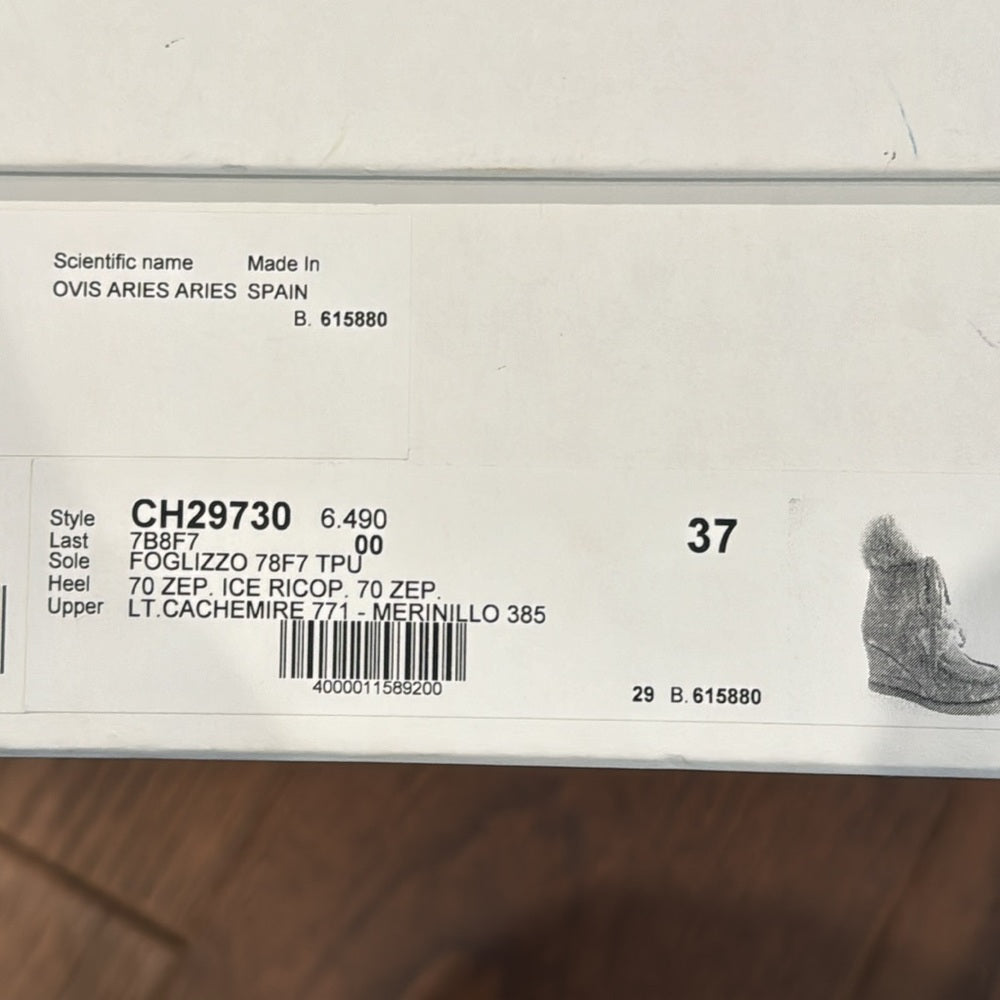 Scientific name Made In
OVIS ARIES ARIES SPAIN
B. 615880
Style CH29730 6.490 37
Last 7B8F7 00
Sole FOGLIZZO 78F7 TPU
Heel 70 ZEP. ICE RICOP. 70 ZEP.
Upper LT.CACHEMIRE 771 - MERINILLO 385
4000011589200
29 B. 615880